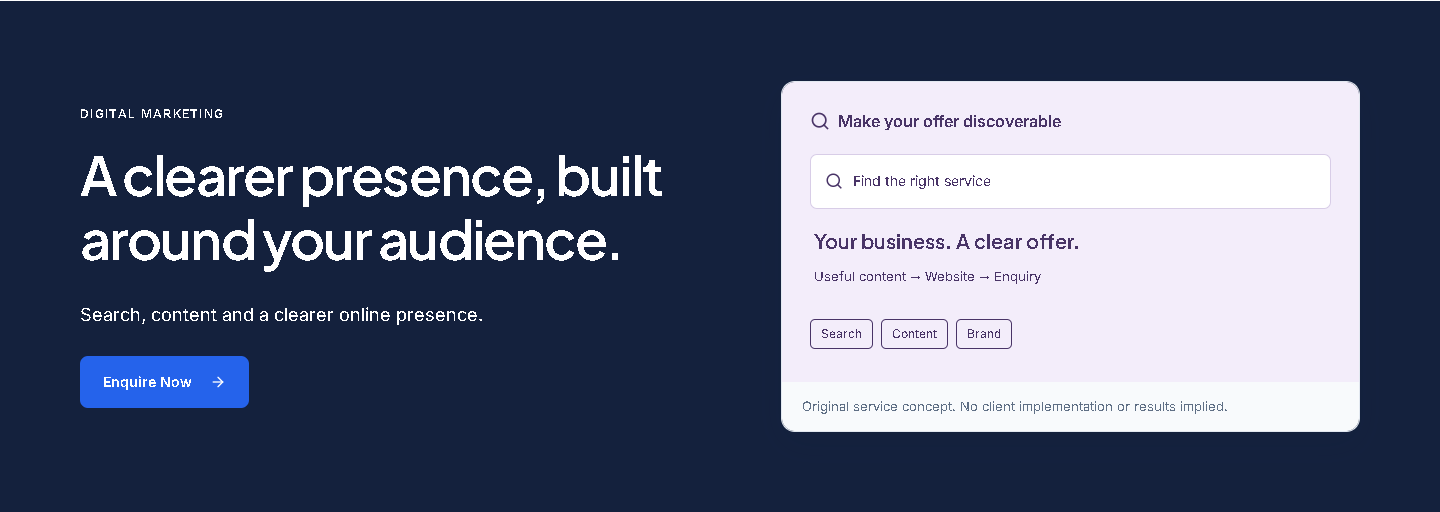 DIGITAL MARKETING
A clearer presence, built
around your audience.
Search, content and a clearer online presence.
Enquire Now →
Make your offer discoverable
Find the right service
Your business. A clear offer.
Useful content → Website → Enquiry
Search Content Brand
Original service concept. No client implementation or results implied.